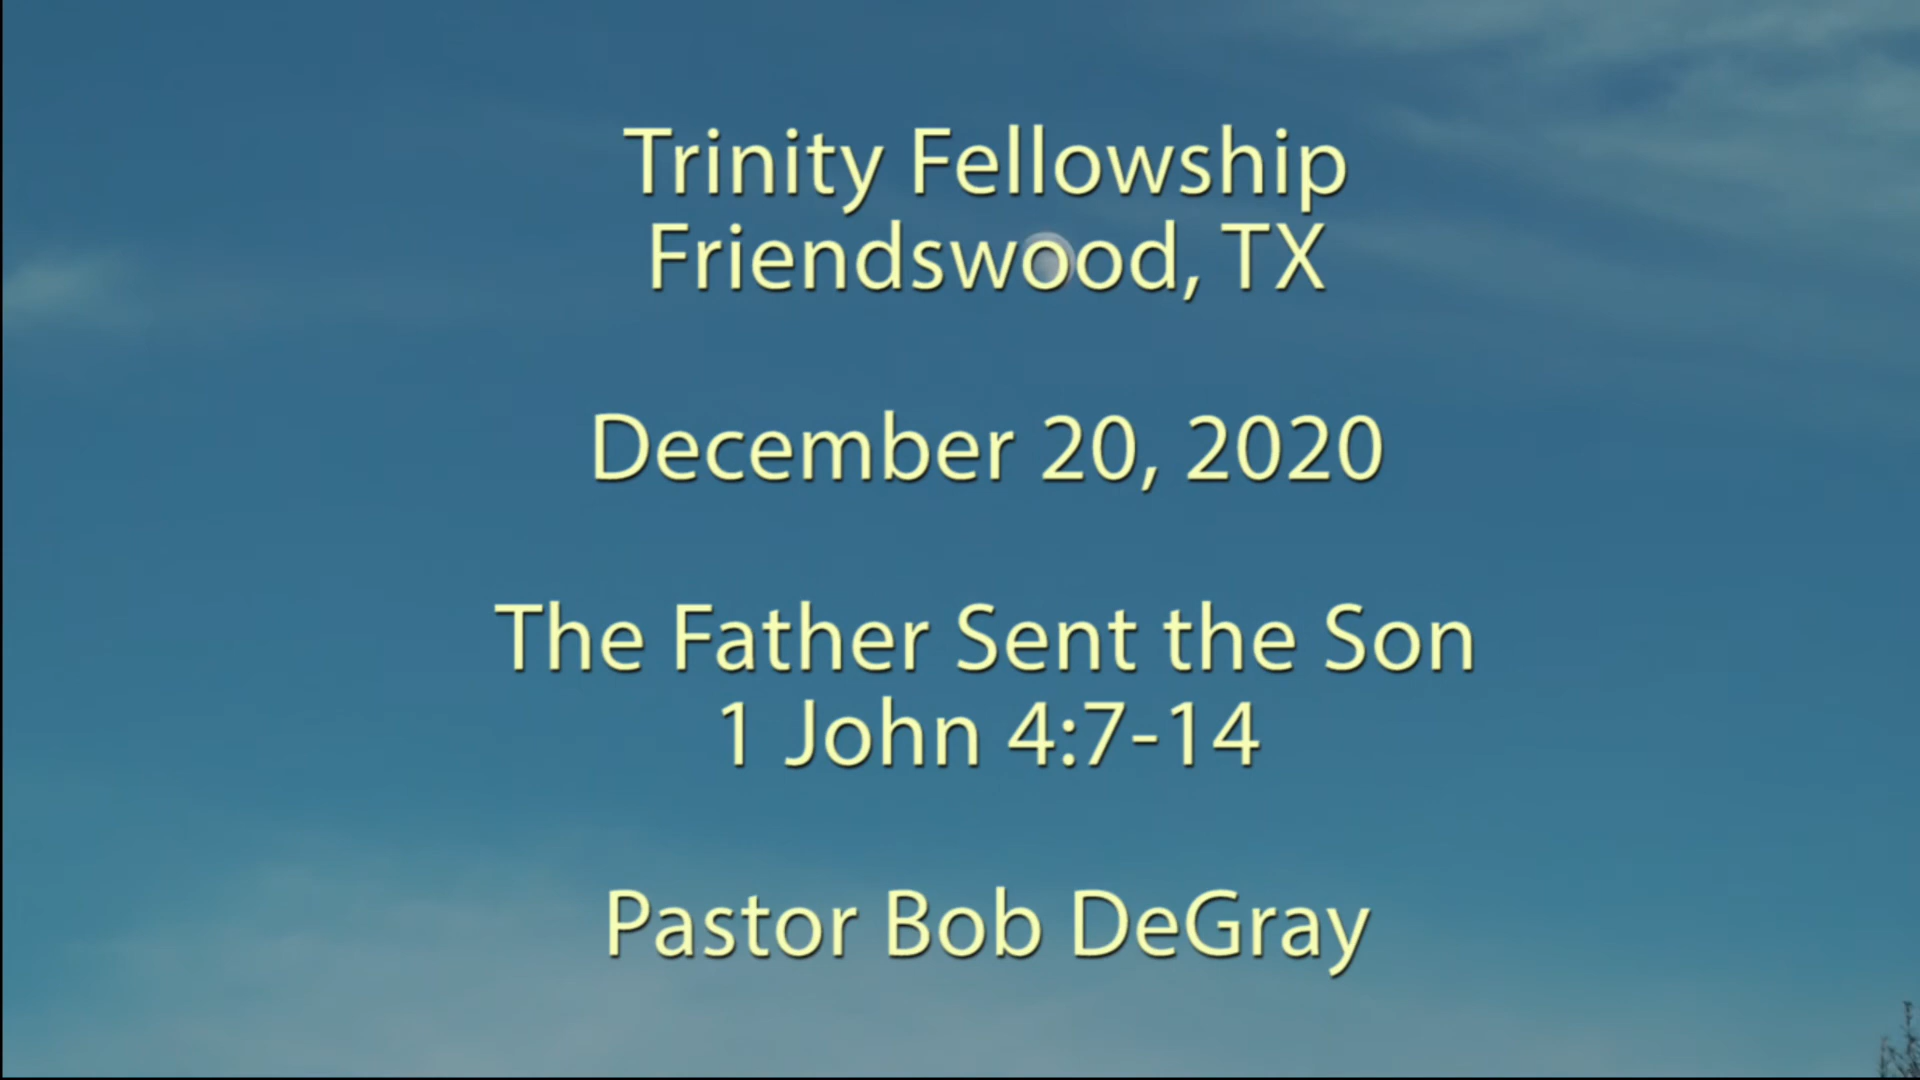 Trinity Fellowship
Friendswood, TX
December 20, 2020
The Father Sent the Son
1 John 4:7-14
Pastor Bob DeGray